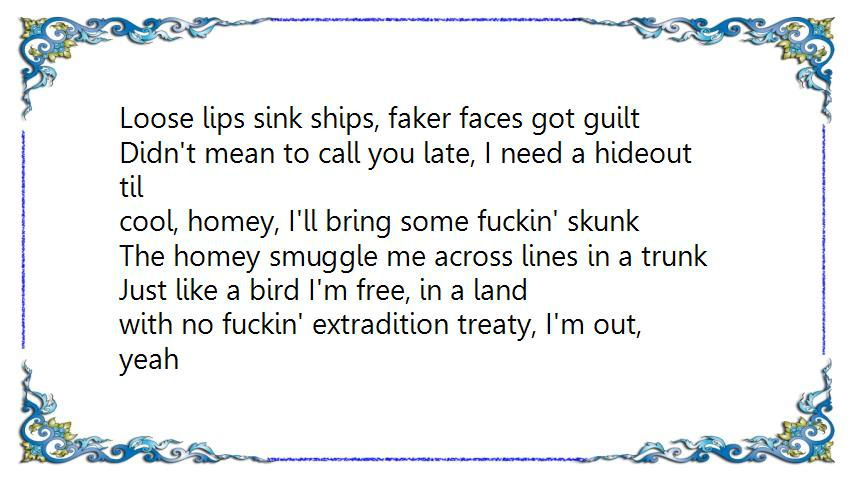 Loose lips sink ships, faker faces got guilt
Didn't mean to call you late, I need a hideout
til
cool, homey, I'll bring some fuckin' skunk
The homey smuggle me across lines in a trunk
Just like a bird I'm free, in a land
with no fuckin' extradition treaty, I'm out,
yeah